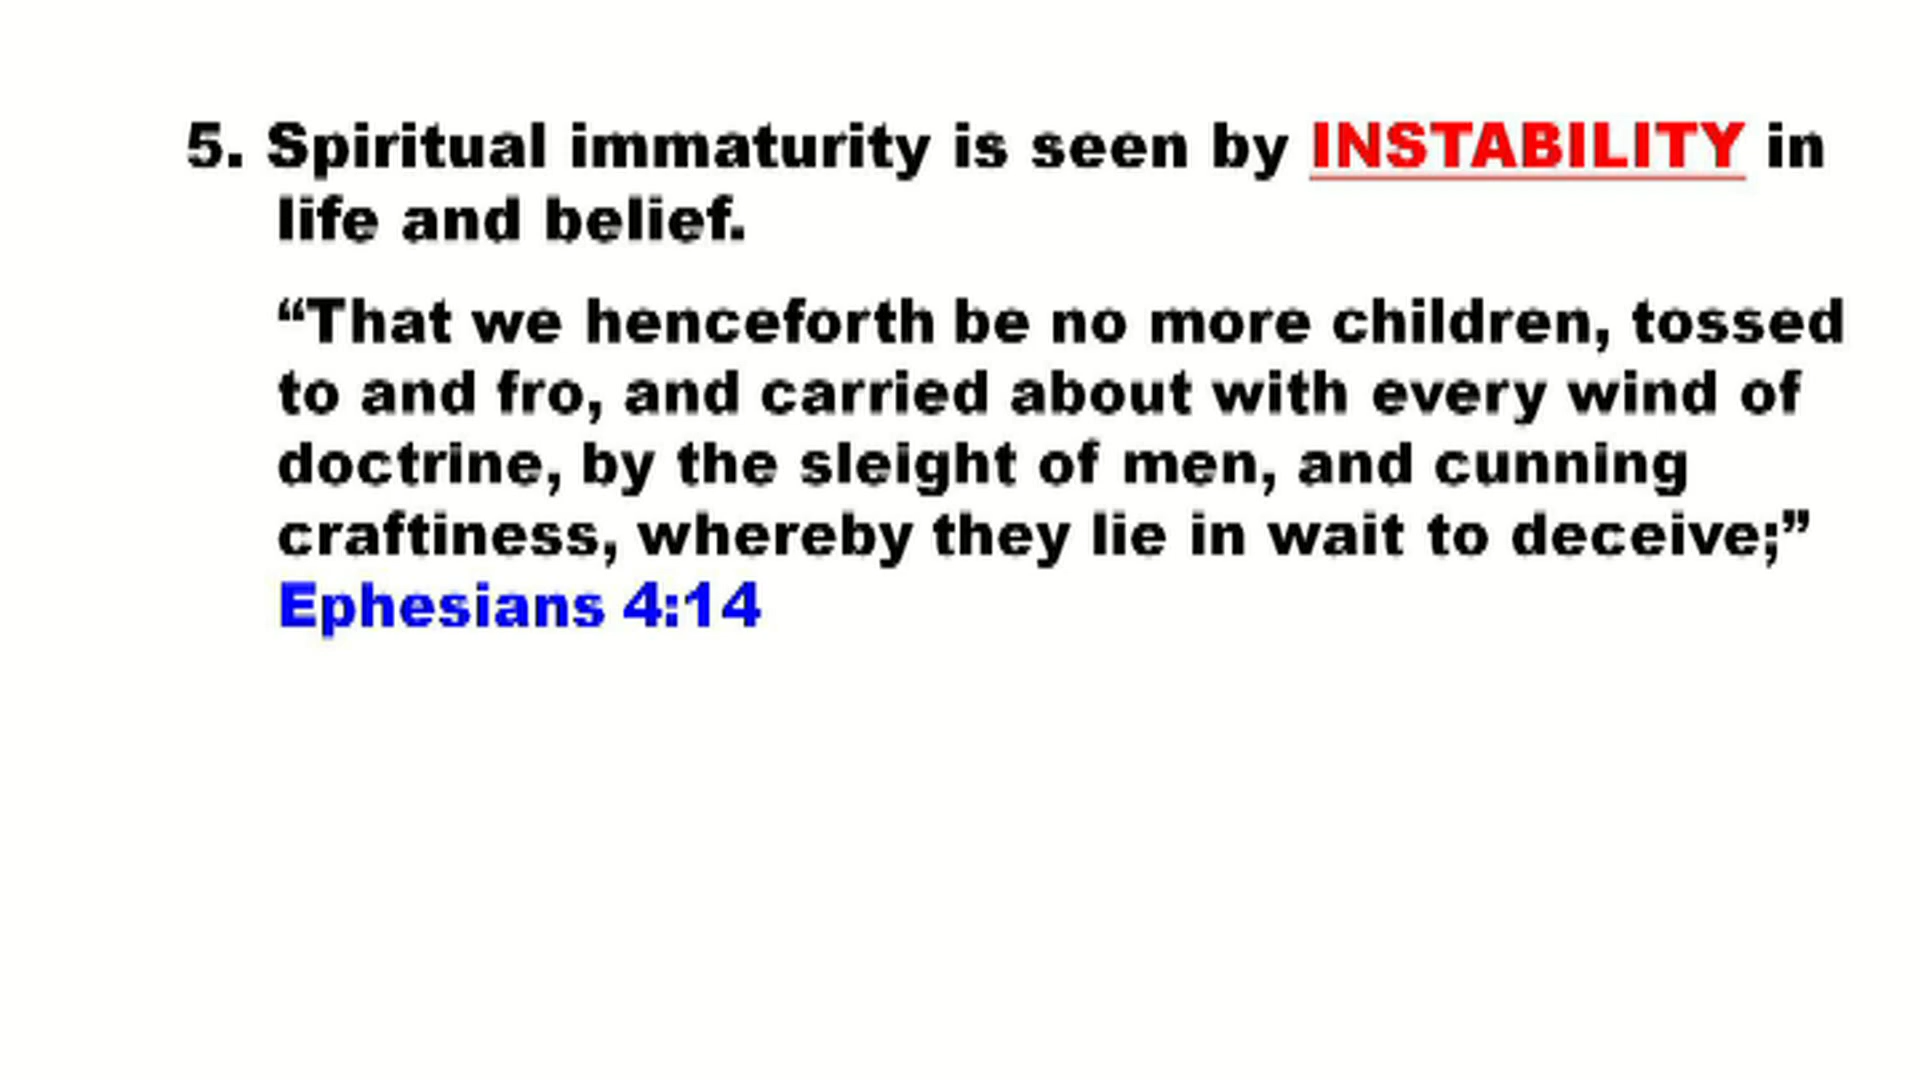 5. Spiritual immaturity is seen by INSTABILITY in
life and belief.
“That we henceforth be no more children, tossed
to and fro, and carried about with every wind of
doctrine, by the sleight of men, and cunning
craftiness, whereby they lie in wait to deceive;”
Ephesians 4:14